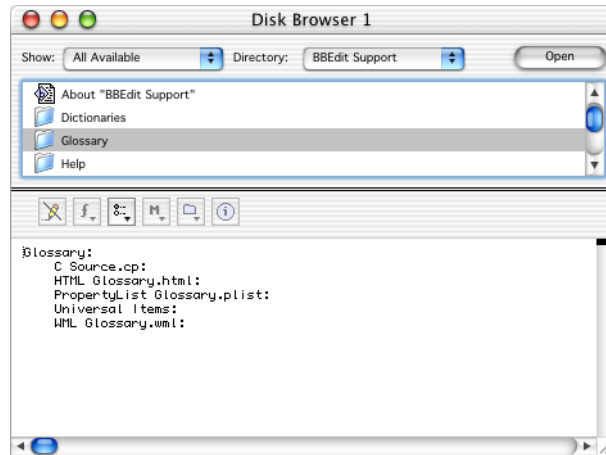 Disk Browser 1
Show: All Available Directory: BBEdit Support Open
About "BBEdit Support"
Dictionaries
Glossary
Help
Glossary:
C Source.cp:
HTML Glossary.html:
PropertyList Glossary.plist:
Universal Items:
WML Glossary.wml: